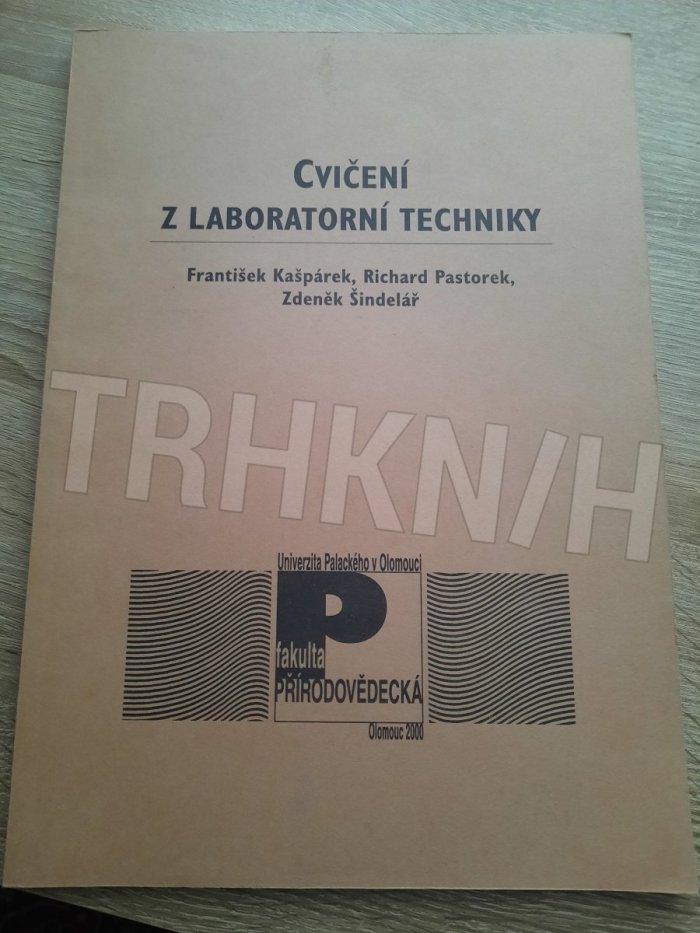 CVIČENÍ
Z LABORATORNÍ TECHNIKY
František Kašpárek, Richard Pastorek,
Zdeněk Šindelář
TRHKN/H
Univerzita Palackého v Olomouci
P
fakulta
PŘÍRODOVĚDECKÁ
Olomouc 2000